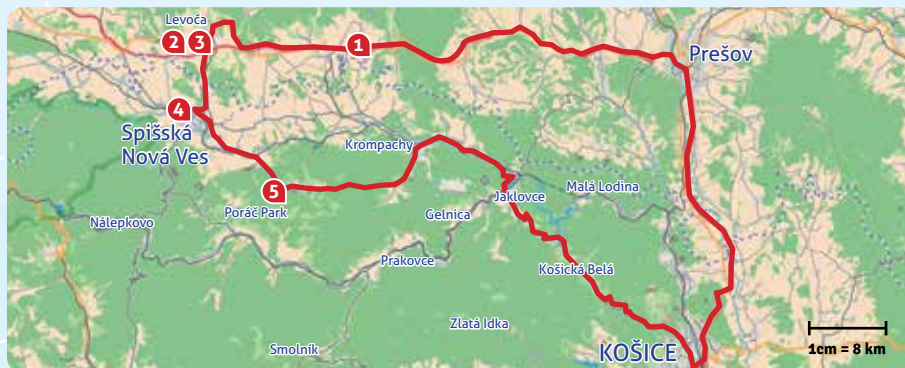 Levoča
2
3
1
Prešov
4
Spišská
Nová Ves
Krompachy
5
Poráč Park
Jaklovce
Malá Lodina
Gelnica
Nálepkovo
Prakovce
Košická Belá
Zlatá Idka
Smolník
KOŠICE
1cm = 8 km